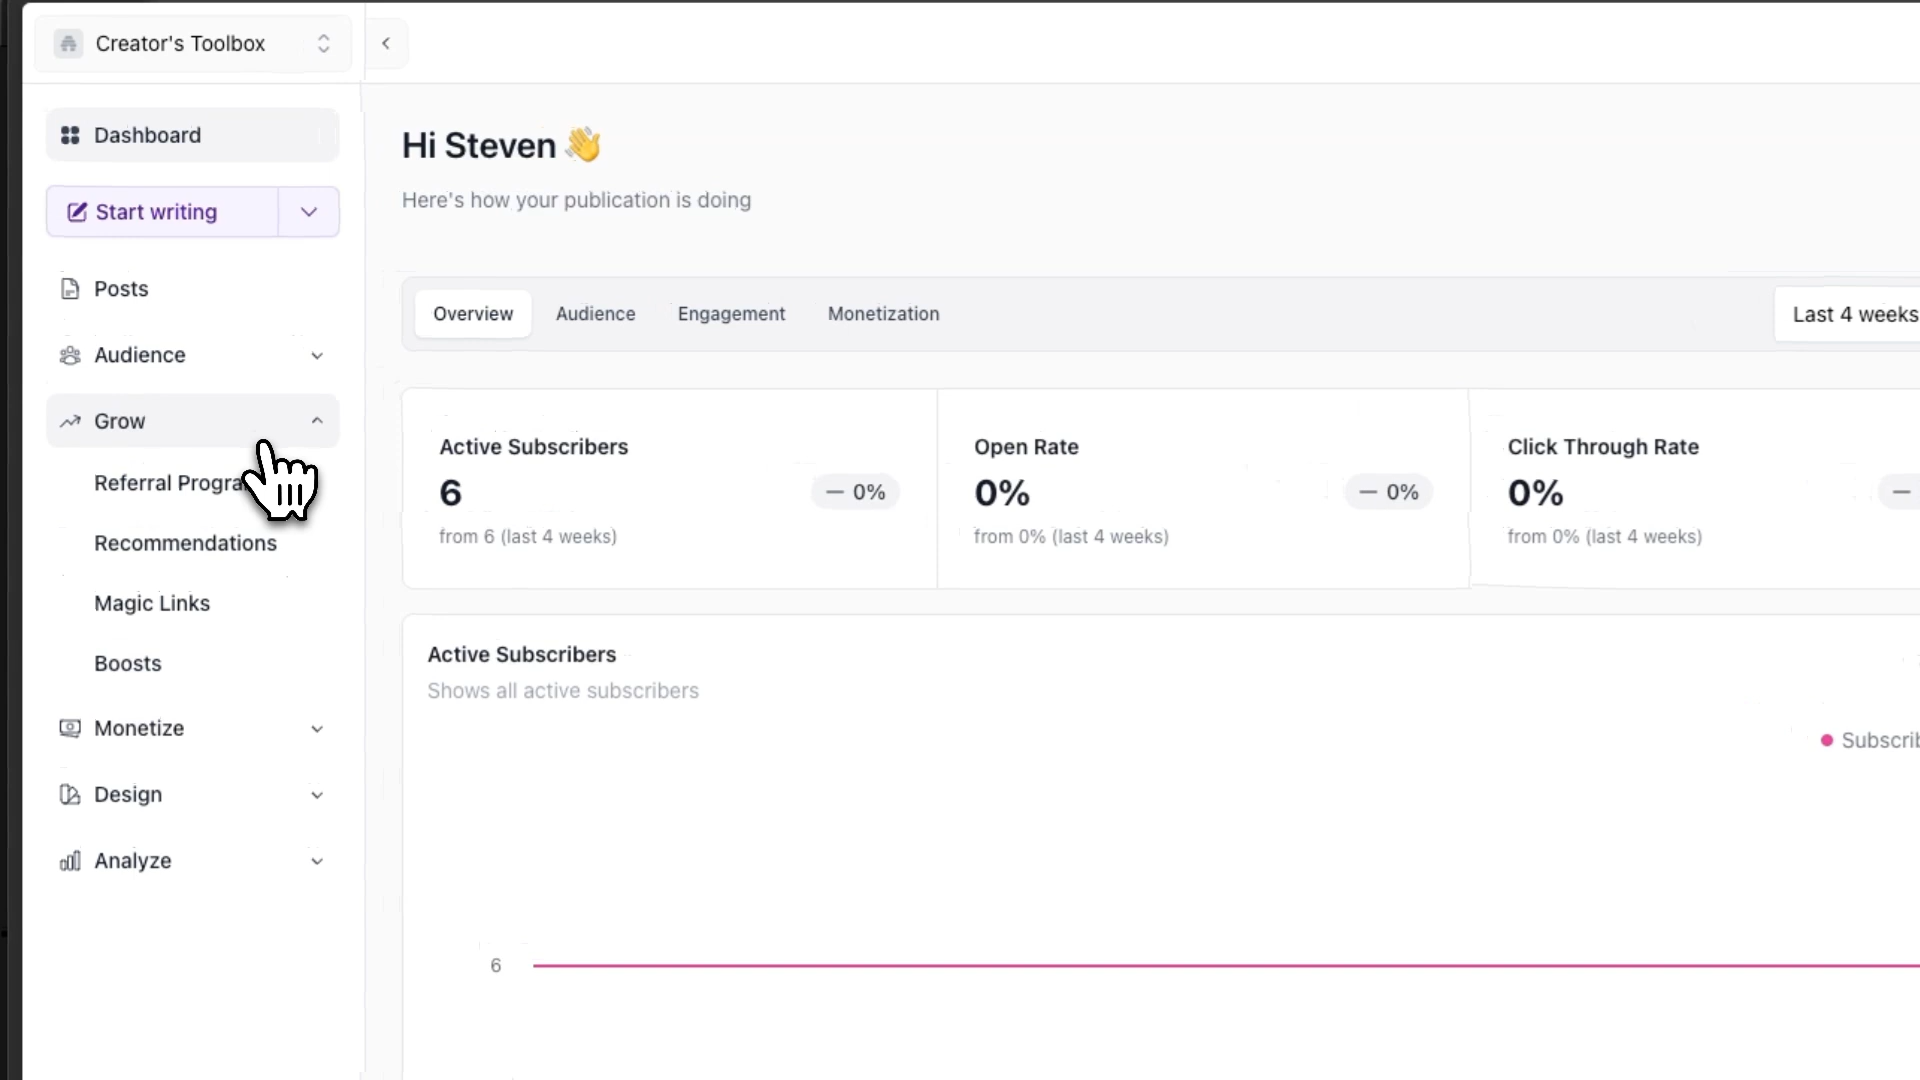 Creator's Toolbox
Dashboard
Start writing
Posts
Audience
Grow
Referral
Recommendations
Magic Links
Boosts
Monetize
Design
Analyze
Hi Steven 👋
Here's how your publication is doing
Overview
Audience
Engagement
Monetization
Last 4 weeks
Active Subscribers
6
— 0%
from 6 (last 4 weeks)
Open Rate
0%
— 0%
from 0% (last 4 weeks)
Click Through Rate
0%
—
from 0% (last 4 weeks)
Active Subscribers
Shows all active subscribers
6